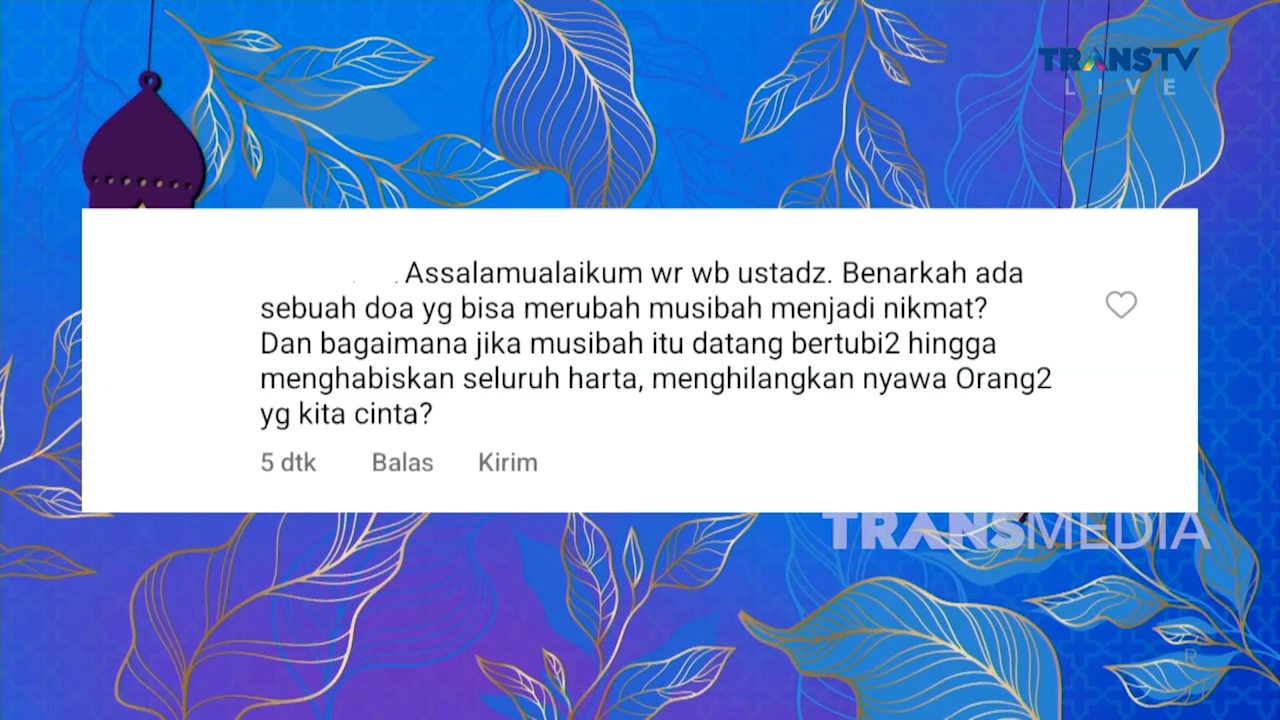 TRANSTV
LIVE
Assalamualaikum wr wb ustadz. Benarkah ada
sebuah doa yg bisa merubah musibah menjadi nikmat?
Dan bagaimana jika musibah itu datang bertubi2 hingga
menghabiskan seluruh harta, menghilangkan nyawa Orang2
yg kita cinta?
5 dtk Balas Kirim
TRANSMEDIA
R